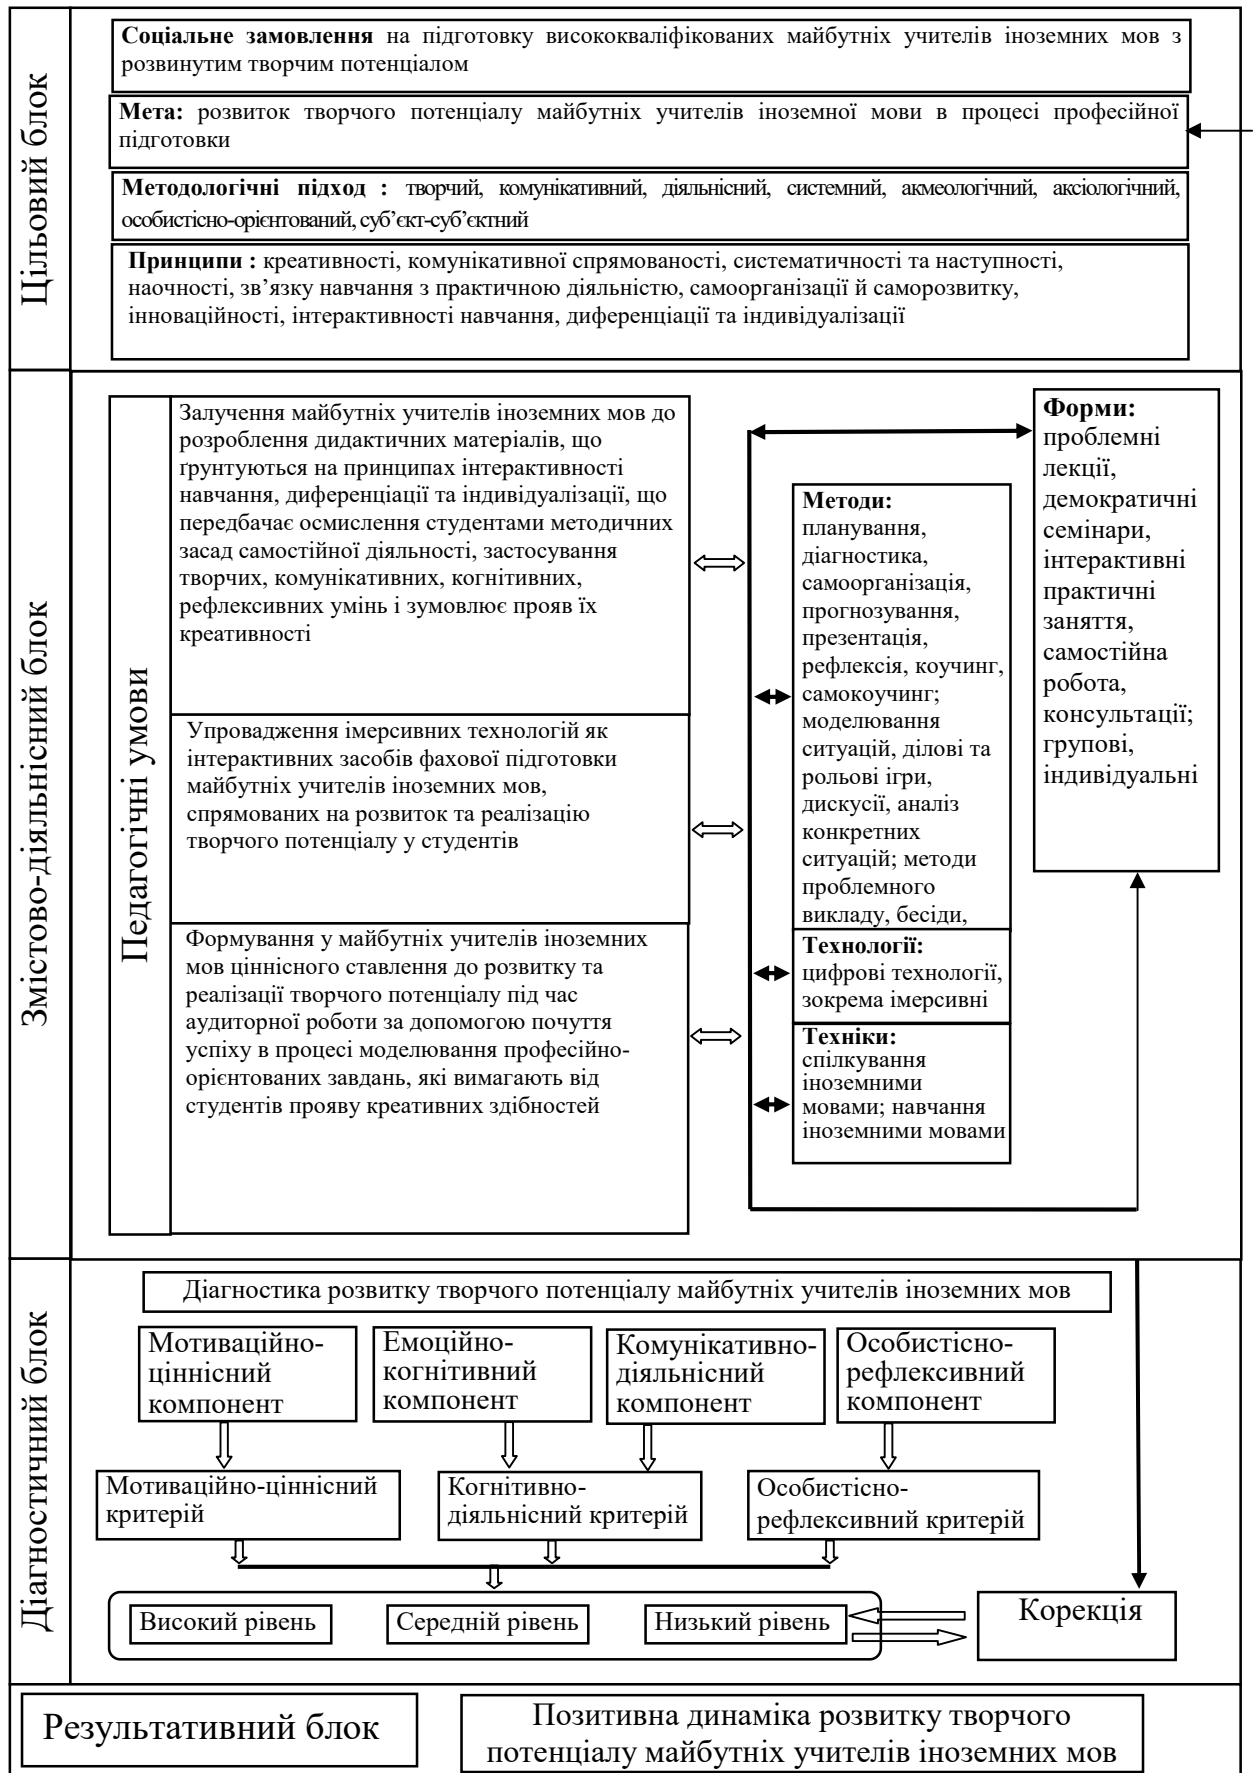 Цільовий блок
Соціальне замовлення на підготовку висококваліфікованих майбутніх учителів іноземних мов з
розвинутим творчим потенціалом
Мета: розвиток творчого потенціалу майбутніх учителів іноземної мови в процесі професійної
підготовки
Методологічні підход : творчий, комунікативний, діяльнісний, системний, акмеологічний, аксіологічний,
особистісно-орієнтований, суб’єкт-суб’єктний
Принципи : креативності, комунікативної спрямованості, систематичності та наступності,
наочності, зв’язку навчання з практичною діяльністю, самоорганізації й саморозвитку,
інноваційності, інтерактивності навчання, диференціації та індивідуалізації
Змістово-діяльнісний блок
Педагогічні умови
Залучення майбутніх учителів іноземних мов до
розроблення дидактичних матеріалів, що
ґрунтуються на принципах інтерактивності
навчання, диференціації та індивідуалізації, що
передбачає осмислення студентами методичних
засад самостійної діяльності, застосування
творчих, комунікативних, когнітивних,
рефлексивних умінь і зумовлює прояв їх
креативності
Упровадження імерсивних технологій як
інтерактивних засобів фахової підготовки
майбутніх учителів іноземних мов,
спрямованих на розвиток та реалізацію
творчого потенціалу у студентів
Формування у майбутніх учителів іноземних
мов ціннісного ставлення до розвитку та
реалізації творчого потенціалу під час
аудиторної роботи за допомогою почуття
успіху в процесі моделювання професійно-
орієнтованих завдань, які вимагають від
студентів прояву креативних здібностей
Методи:
планування,
діагностика,
самоорганізація,
прогнозування,
презентація,
рефлексія, коучинг,
самокоучинг;
моделювання
ситуацій, ділові та
рольові ігри,
дискусії, аналіз
конкретних
ситуацій; методи
проблемного
викладу, бесіди,
Технології:
цифрові технології,
зокрема імерсивні
Техніки:
спілкування
іноземними
мовами; навчання
іноземними мовами
Форми:
проблемні
лекції,
демократичні
семінари,
інтерактивні
практичні
заняття,
самостійна
робота,
консультації;
групові,
індивідуальні
Діагностичний блок
Діагностика розвитку творчого потенціалу майбутніх учителів іноземних мов
Мотиваційно-
ціннісний
компонент
Емоційно-
когнітивний
компонент
Комунікативно-
діяльнісний
компонент
Особистісно-
рефлексивний
компонент
Мотиваційно-ціннісний
критерій
Когнітивно-
діяльнісний критерій
Особистісно-
рефлексивний критерій
Високий рівень
Середній рівень
Низький рівень
Корекція
Результативний блок
Позитивна динаміка розвитку творчого
потенціалу майбутніх учителів іноземних мов